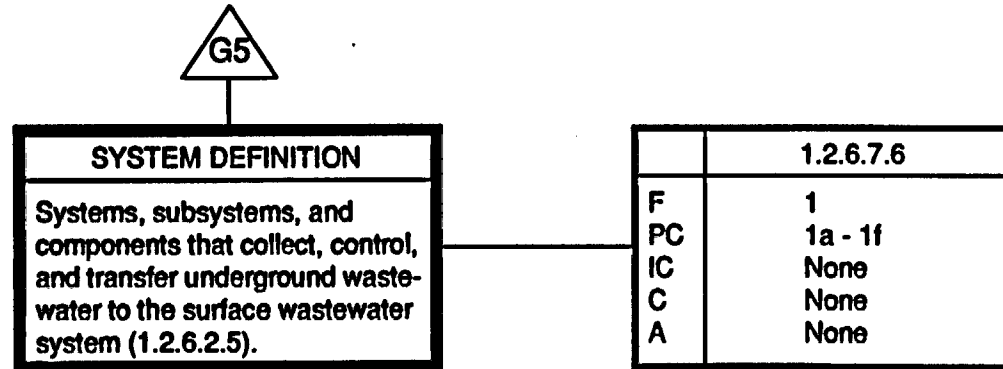 G5
SYSTEM DEFINITION
Systems, subsystems, and
components that collect, control,
and transfer underground waste-
water to the surface wastewater
system (1.2.6.2.5).
1.2.6.7.6
F 1
PC 1a - 1f
IC None
C None
A None